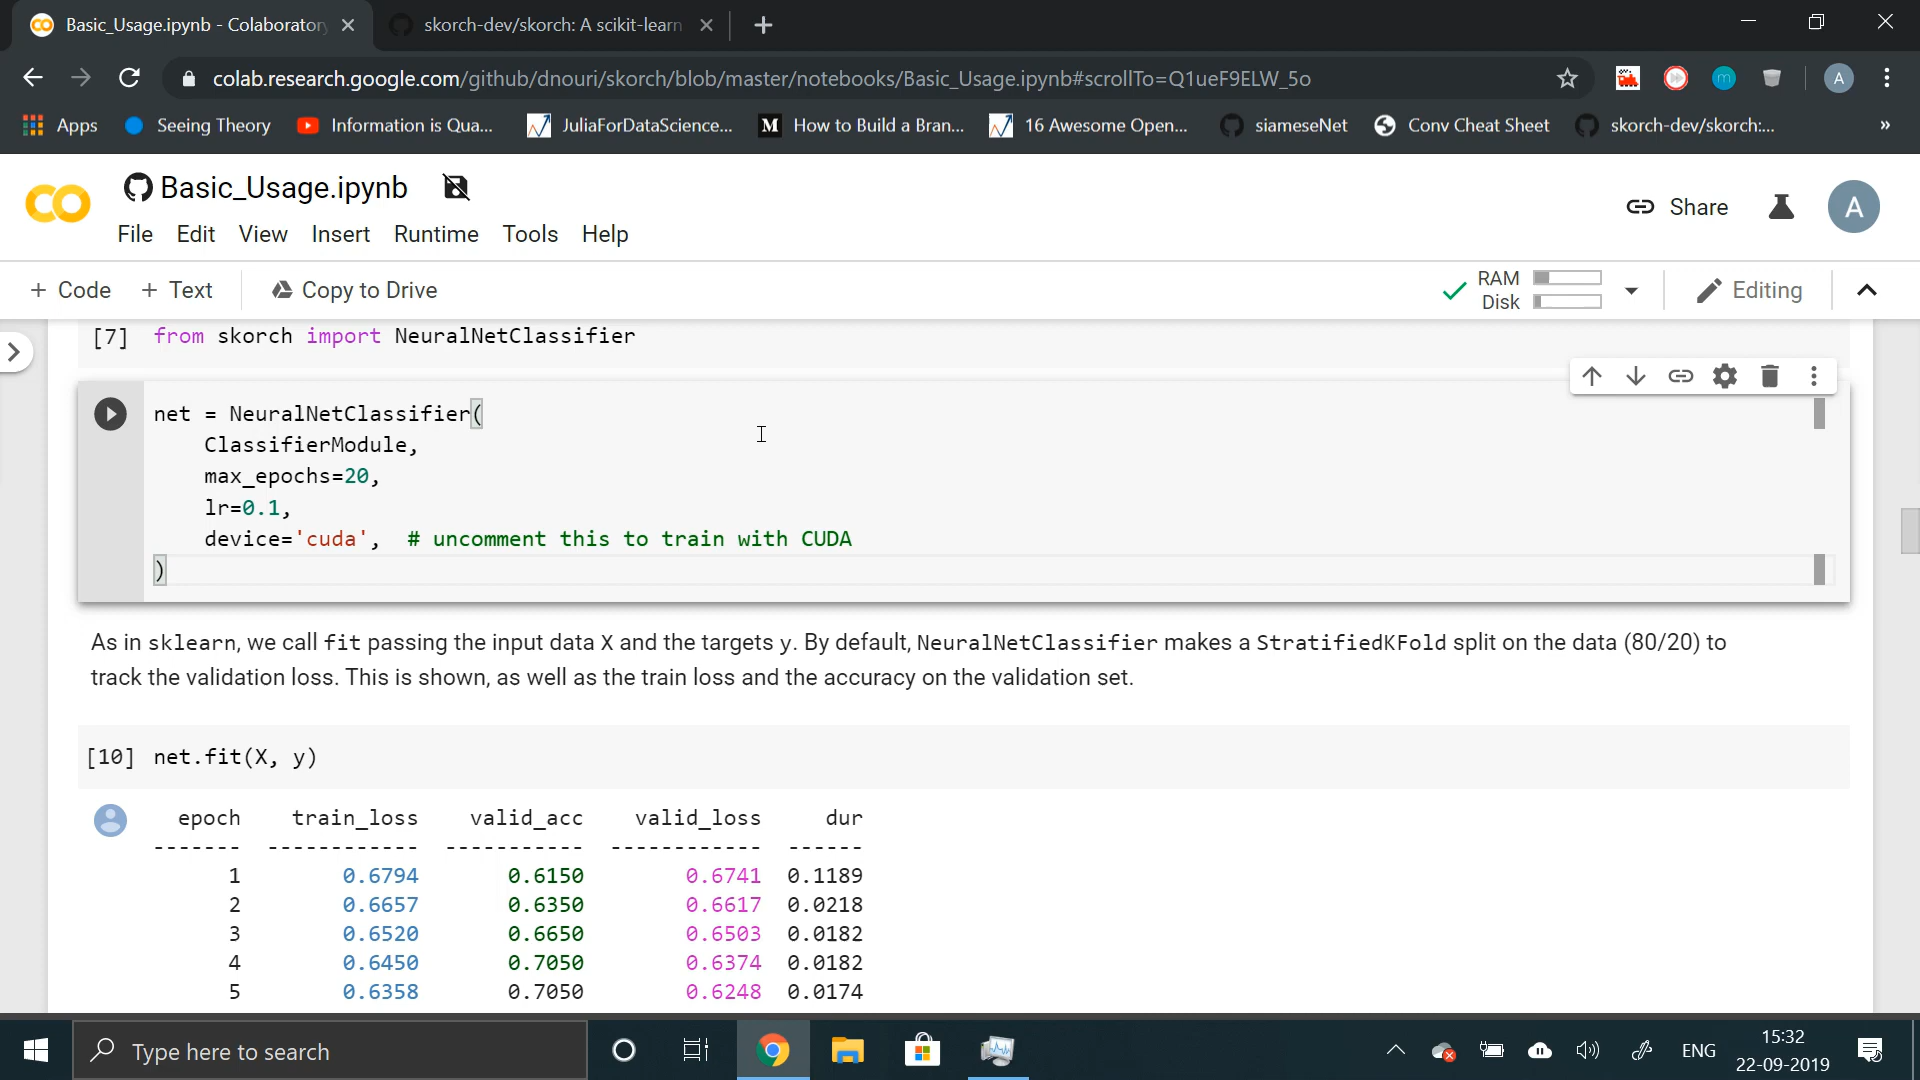 Basic_Usage.ipynb - Colaboratory
skorch-dev/skorch: A scikit-learn
colab.research.google.com/github/dnouri/skorch/blob/master/notebooks/Basic_Usage.ipynb#scrollTo=Q1ueF9ELW_5o
A
Apps
Seeing Theory
Information is Qua...
JuliaForDataScience...
How to Build a Bran...
16 Awesome Open...
siameseNet
Conv Cheat Sheet
skorch-dev/skorch:...
»
Basic_Usage.ipynb
Share
A
File Edit View Insert Runtime Tools Help
+ Code + Text Copy to Drive
RAM
Disk
Editing
[7] from skorch import NeuralNetClassifier
net = NeuralNetClassifier(
ClassifierModule,
max_epochs=20,
lr=0.1,
device='cuda', # uncomment this to train with CUDA
)
As in sklearn, we call fit passing the input data X and the targets y. By default, NeuralNetClassifier makes a StratifiedKFold split on the data (80/20) to
track the validation loss. This is shown, as well as the train loss and the accuracy on the validation set.
[10] net.fit(X, y)
epoch train_loss valid_acc valid_loss dur
------- ------------ ----------- ------------ ------
1 0.6794 0.6150 0.6741 0.1189
2 0.6657 0.6350 0.6617 0.0218
3 0.6520 0.6650 0.6503 0.0182
4 0.6450 0.7050 0.6374 0.0182
5 0.6358 0.7050 0.6248 0.0174
Type here to search
ENG
15:32
22-09-2019